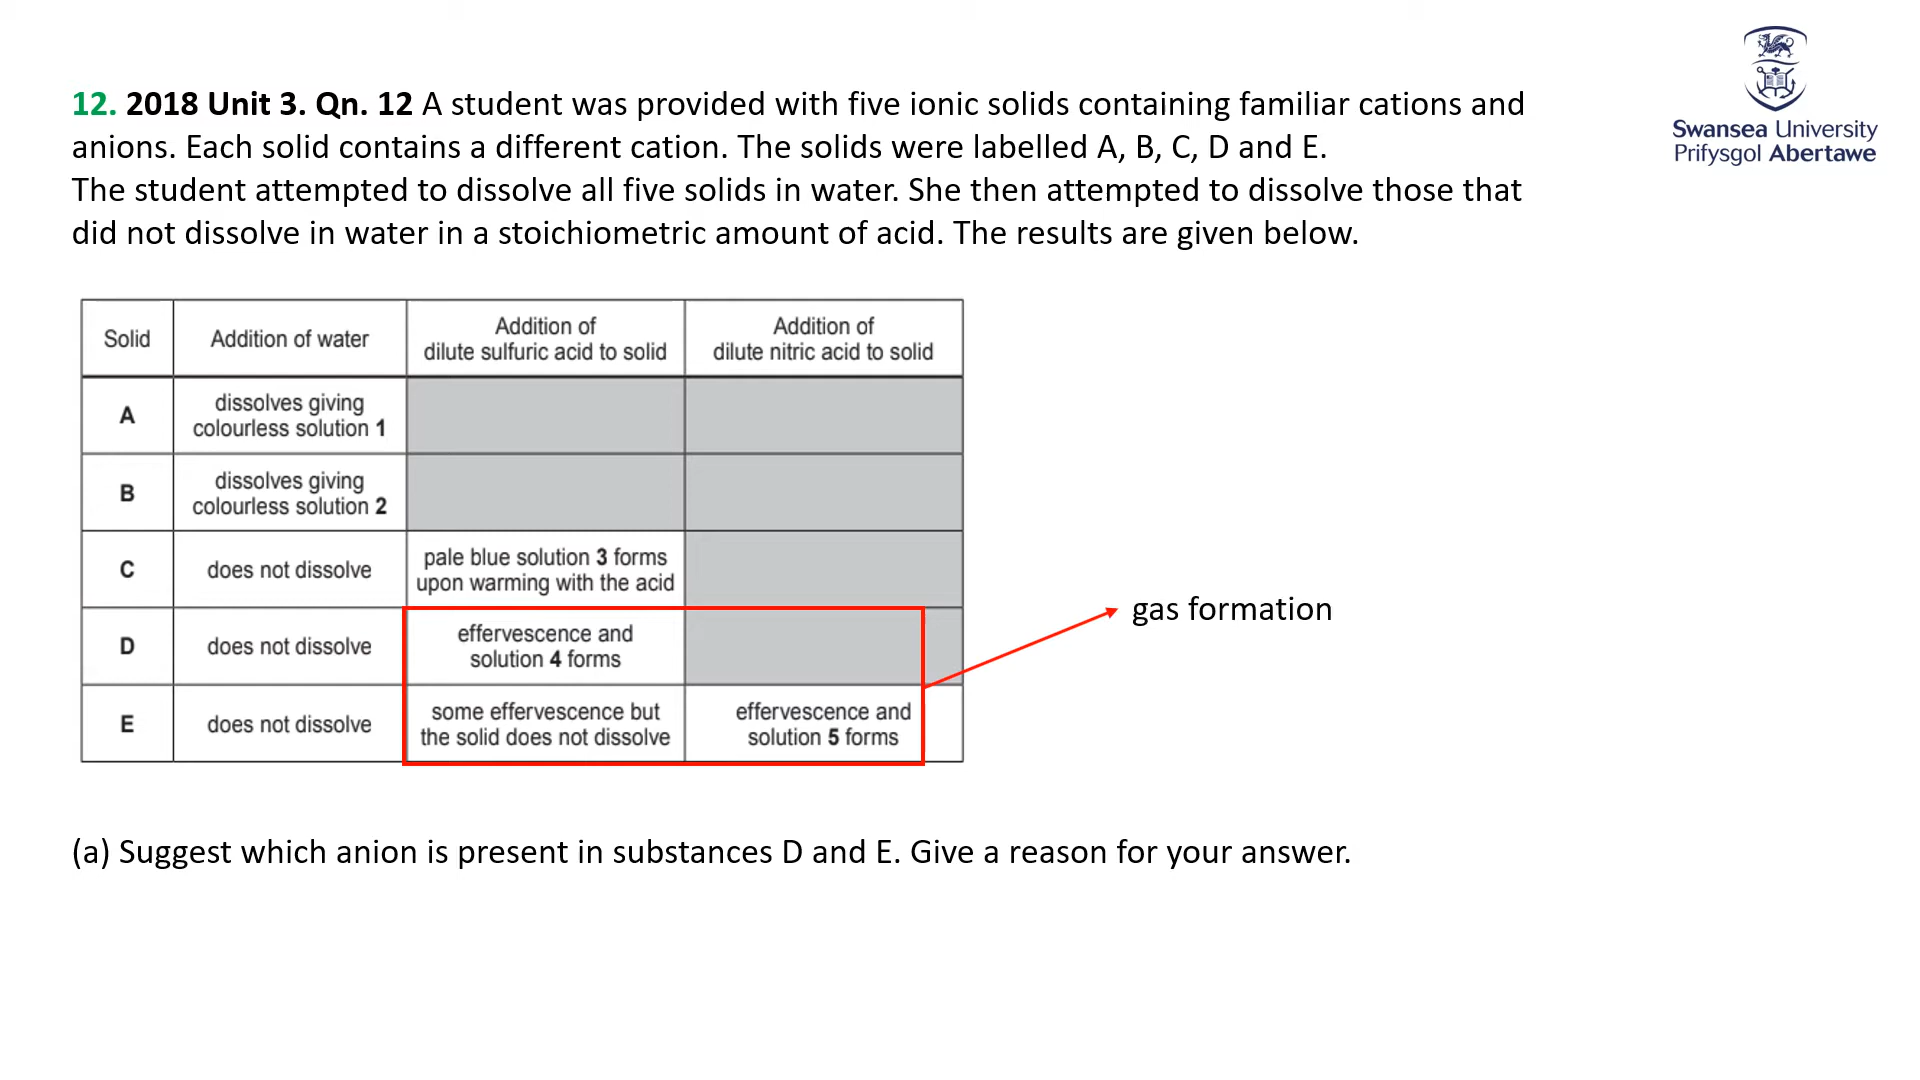 12. 2018 Unit 3. Qn. 12 A student was provided with five ionic solids containing familiar cations and
anions. Each solid contains a different cation. The solids were labelled A, B, C, D and E.
The student attempted to dissolve all five solids in water. She then attempted to dissolve those that
did not dissolve in water in a stoichiometric amount of acid. The results are given below.
Swansea University
Prifysgol Abertawe
Solid
Addition of water
Addition of
dilute sulfuric acid to solid
Addition of
dilute nitric acid to solid
A
dissolves giving
colourless solution 1
B
dissolves giving
colourless solution 2
C
does not dissolve
pale blue solution 3 forms
upon warming with the acid
D
does not dissolve
effervescence and
solution 4 forms
E
does not dissolve
some effervescence but
the solid does not dissolve
effervescence and
solution 5 forms
gas formation
(a) Suggest which anion is present in substances D and E. Give a reason for your answer.